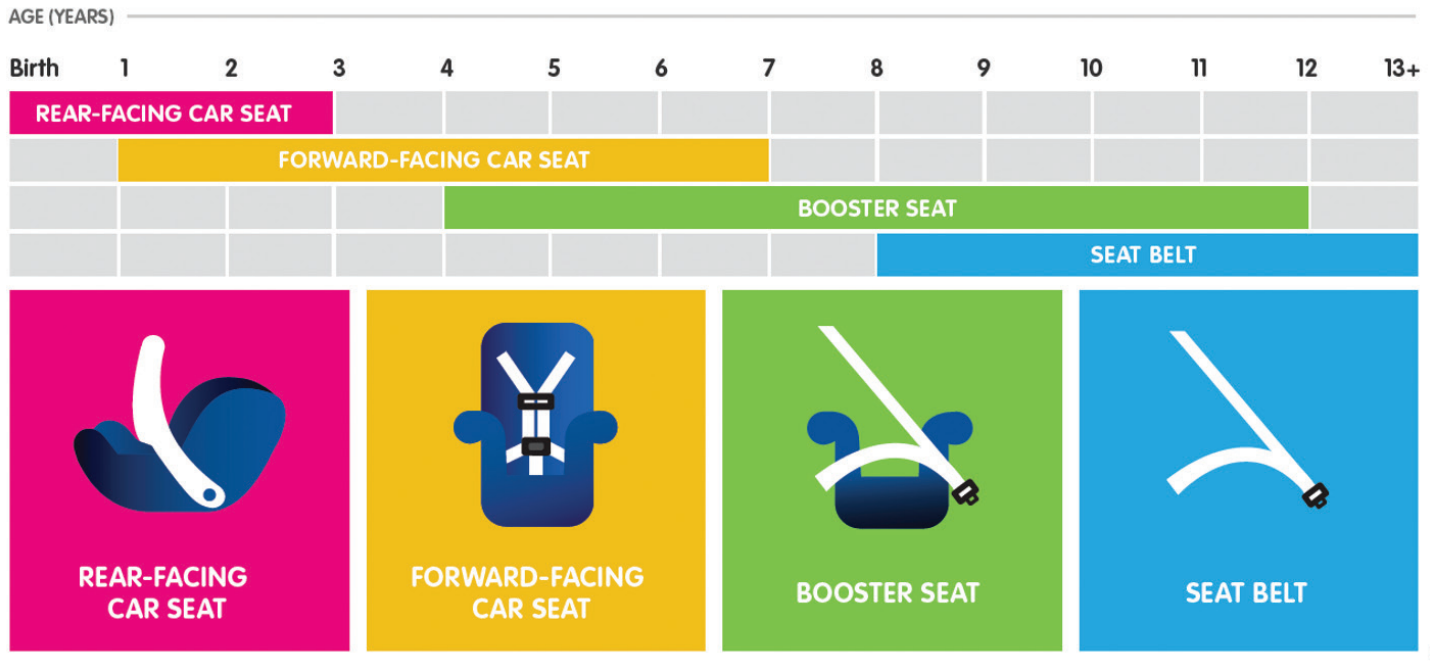 AGE (YEARS)
Birth 1 2 3 4 5 6 7 8 9 10 11 12 13+
REAR-FACING CAR SEAT
FORWARD-FACING CAR SEAT
BOOSTER SEAT
SEAT BELT
REAR-FACING
CAR SEAT
FORWARD-FACING
CAR SEAT
BOOSTER SEAT
SEAT BELT